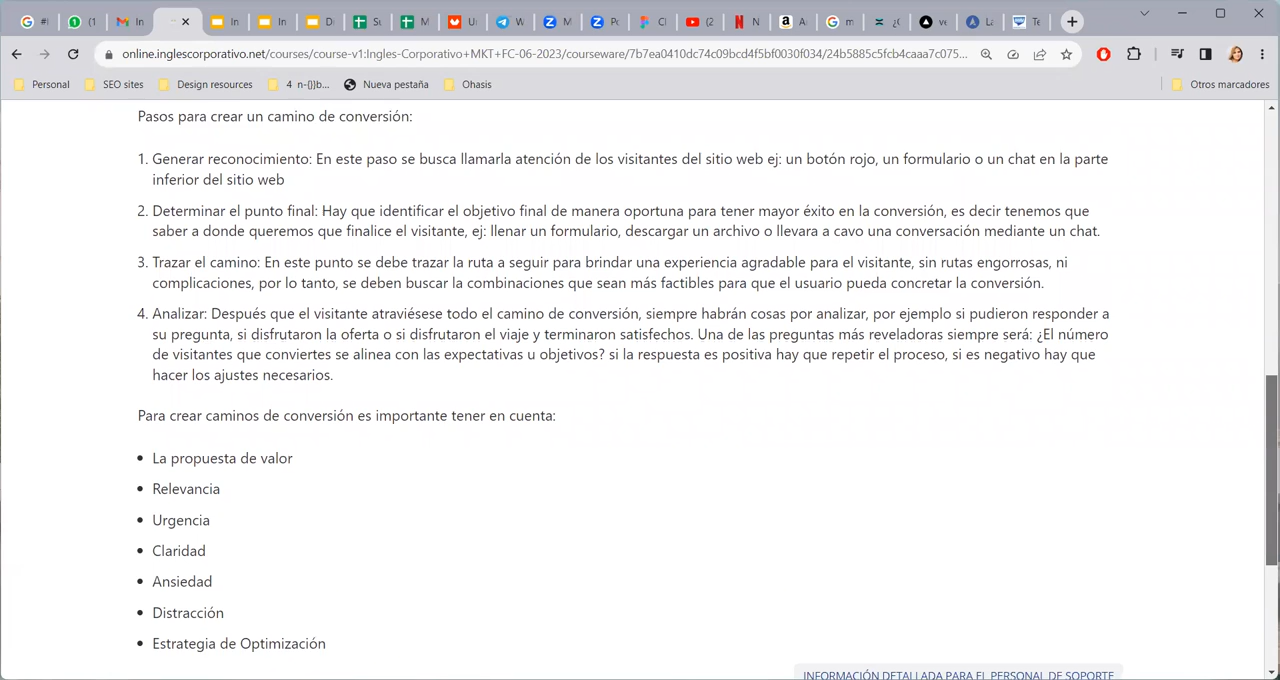 online.inglescorporativo.net/courses/course-v1:Ingles-Corporativo+MKT+FC-06-2023/courseware/7b7ea0410dc74c09bcd4f5bf0030f034/24b5885c5fcb4caaa7c075...
Personal SEO sites Design resources 4 n-{}]b... Nueva pestaña Ohasis Otros marcadores
Pasos para crear un camino de conversión:
1. Generar reconocimiento: En este paso se busca llamarla atención de los visitantes del sitio web ej: un botón rojo, un formulario o un chat en la parte
inferior del sitio web
2. Determinar el punto final: Hay que identificar el objetivo final de manera oportuna para tener mayor éxito en la conversión, es decir tenemos que
saber a donde queremos que finalice el visitante, ej: llenar un formulario, descargar un archivo o llevara a cavo una conversación mediante un chat.
3. Trazar el camino: En este punto se debe trazar la ruta a seguir para brindar una experiencia agradable para el visitante, sin rutas engorrosas, ni
complicaciones, por lo tanto, se deben buscar la combinaciones que sean más factibles para que el usuario pueda concretar la conversión.
4. Analizar: Después que el visitante atraviésese todo el camino de conversión, siempre habrán cosas por analizar, por ejemplo si pudieron responder a
su pregunta, si disfrutaron la oferta o si disfrutaron el viaje y terminaron satisfechos. Una de las preguntas más reveladoras siempre será: ¿El número
de visitantes que conviertes se alinea con las expectativas u objetivos? si la respuesta es positiva hay que repetir el proceso, si es negativo hay que
hacer los ajustes necesarios.
Para crear caminos de conversión es importante tener en cuenta:
• La propuesta de valor
• Relevancia
• Urgencia
• Claridad
• Ansiedad
• Distracción
• Estrategia de Optimización
INFORMACIÓN DETALLADA PARA EL PERSONAL DE SOPORTE